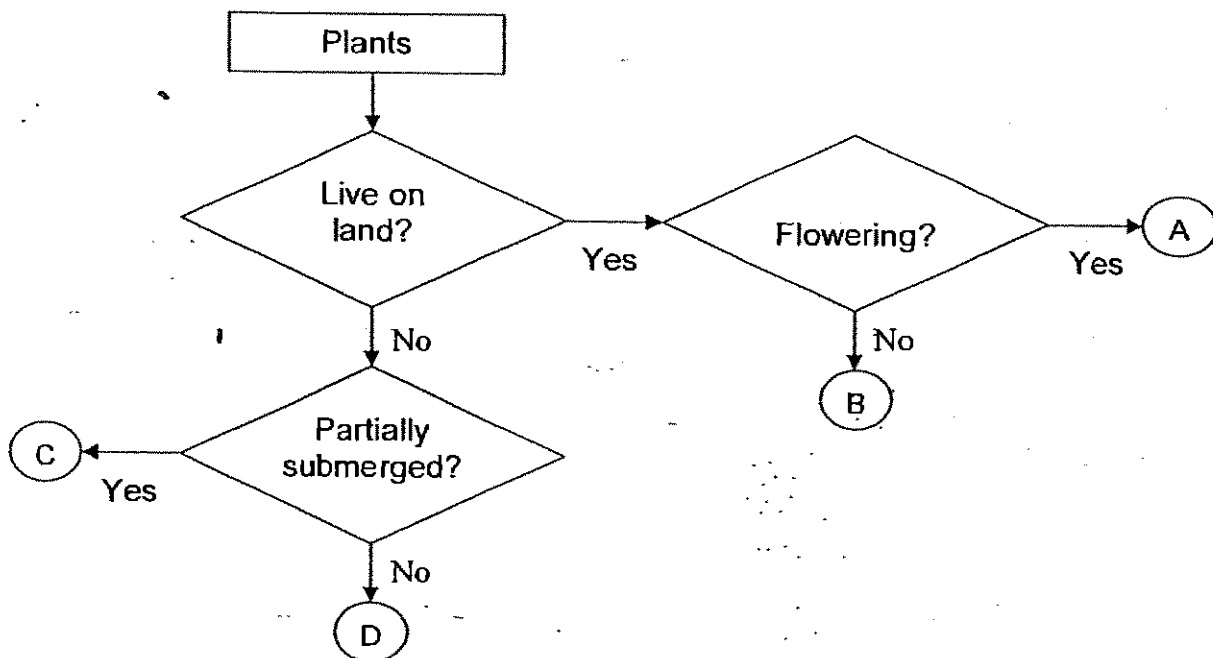 Plants
Live on
land?
Yes
Flowering?
Yes
A
No
No
B
Partially
submerged?
C
Yes
No
D